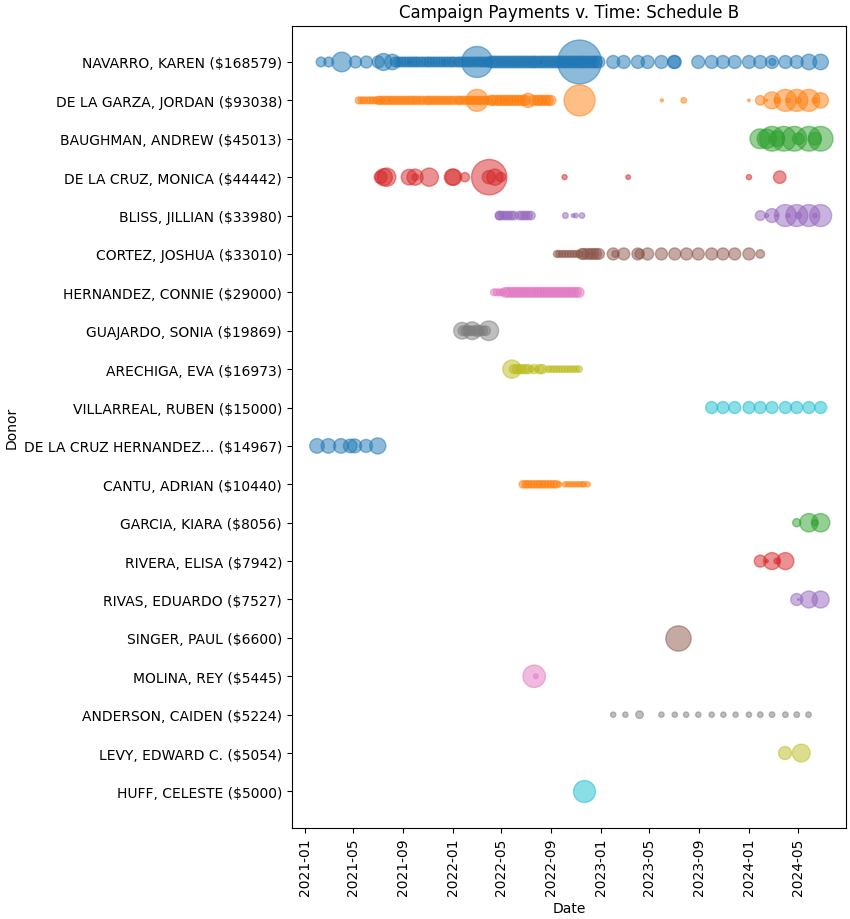 Campaign Payments v. Time: Schedule B
NAVARRO, KAREN ($168579)
DE LA GARZA, JORDAN ($93038)
BAUGHMAN, ANDREW ($45013)
DE LA CRUZ, MONICA ($44442)
BLISS, JILLIAN ($33980)
CORTEZ, JOSHUA ($33010)
HERNANDEZ, CONNIE ($29000)
GUAJARDO, SONIA ($19869)
ARECHIGA, EVA ($16973)
VILLARREAL, RUBEN ($15000)
DE LA CRUZ HERNANDEZ... ($14967)
CANTU, ADRIAN ($10440)
GARCIA, KIARA ($8056)
RIVERA, ELISA ($7942)
RIVAS, EDUARDO ($7527)
SINGER, PAUL ($6600)
MOLINA, REY ($5445)
ANDERSON, CAIDEN ($5224)
LEVY, EDWARD C. ($5054)
HUFF, CELESTE ($5000)
Donor
2021-01
2021-05
2021-09
2022-01
2022-05
2022-09
2023-01
2023-05
2023-09
2024-01
2024-05
Date